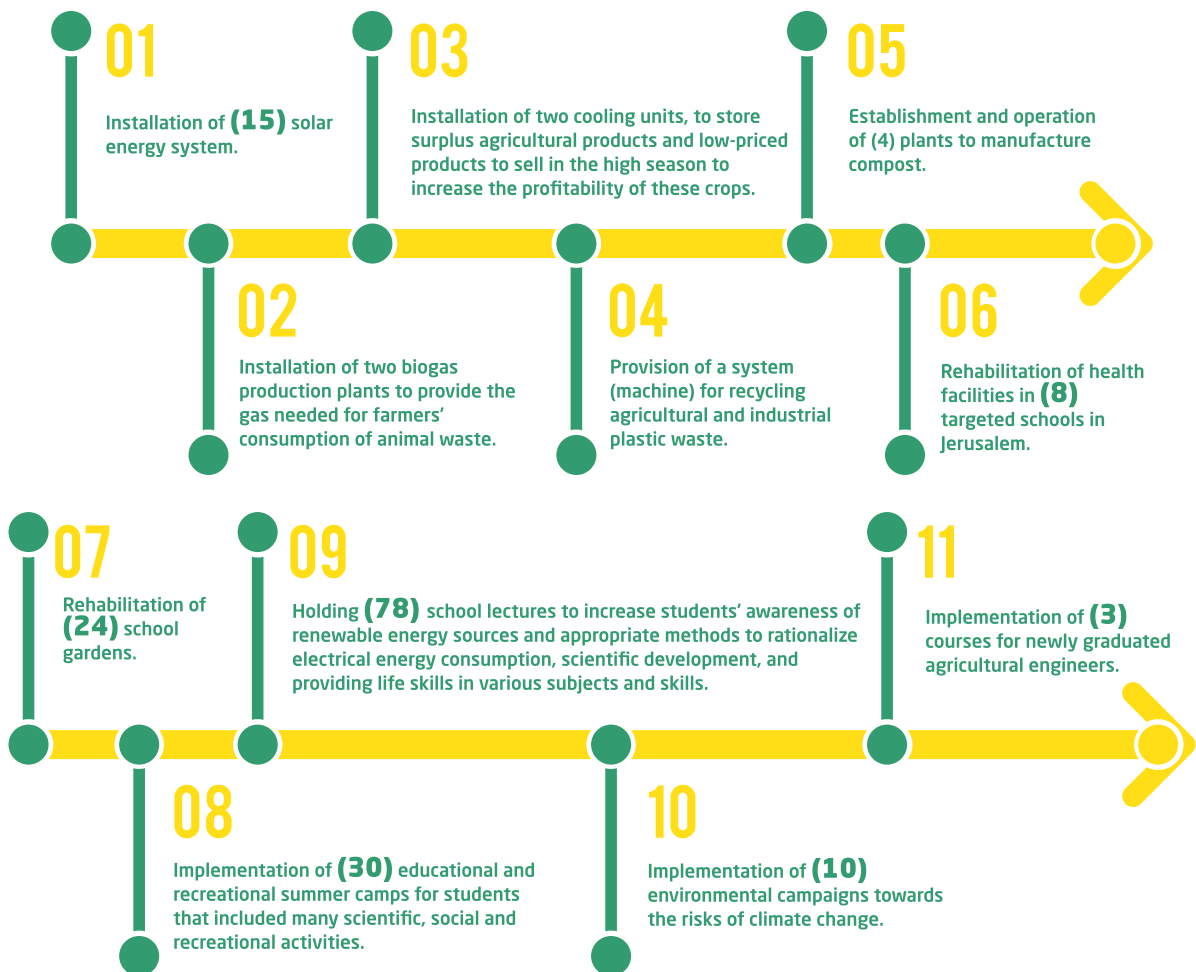 01
Installation of (15) solar
energy system.
02
Installation of two biogas
production plants to provide the
gas needed for farmers'
consumption of animal waste.
03
Installation of two cooling units, to store
surplus agricultural products and low-priced
products to sell in the high season to
increase the profitability of these crops.
04
Provision of a system
(machine) for recycling
agricultural and industrial
plastic waste.
05
Establishment and operation
of (4) plants to manufacture
compost.
06
Rehabilitation of health
facilities in (8)
targeted schools in
Jerusalem.
07
Rehabilitation of
(24) school
gardens.
08
Implementation of (30) educational and
recreational summer camps for students
that included many scientific, social and
recreational activities.
09
Holding (78) school lectures to increase students' awareness of
renewable energy sources and appropriate methods to rationalize
electrical energy consumption, scientific development, and
providing life skills in various subjects and skills.
10
Implementation of (10)
environmental campaigns towards
the risks of climate change.
11
Implementation of (3)
courses for newly graduated
agricultural engineers.